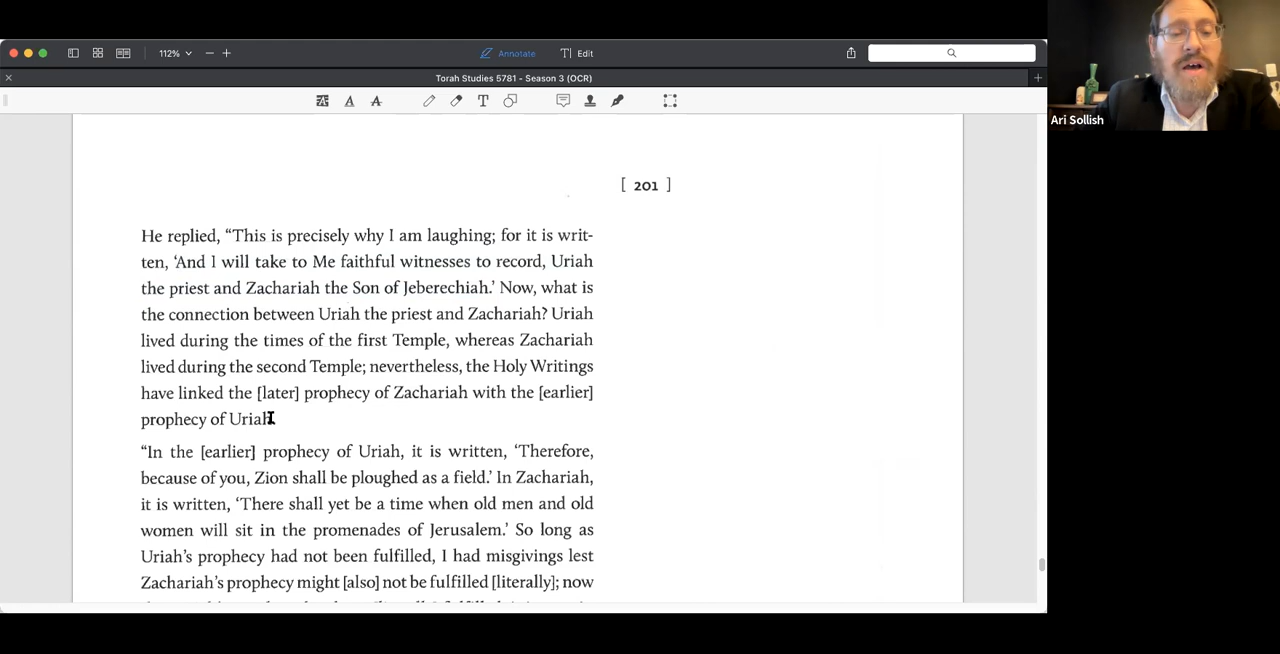 112%
Annotate
Edit
Torah Studies 5781 - Season 3 (OCR)
Ari Sollish
[ 201 ]
He replied, “This is precisely why I am laughing; for it is writ-
ten, ‘And I will take to Me faithful witnesses to record, Uriah
the priest and Zachariah the Son of Jeberechiah.’ Now, what is
the connection between Uriah the priest and Zachariah? Uriah
lived during the times of the first Temple, whereas Zachariah
lived during the second Temple; nevertheless, the Holy Writings
have linked the [later] prophecy of Zachariah with the [earlier]
prophecy of Uriah
“In the [earlier] prophecy of Uriah, it is written, ‘Therefore,
because of you, Zion shall be ploughed as a field.’ In Zachariah,
it is written, ‘There shall yet be a time when old men and old
women will sit in the promenades of Jerusalem.’ So long as
Uriah’s prophecy had not been fulfilled, I had misgivings lest
Zachariah’s prophecy might [also] not be fulfilled [literally]; now